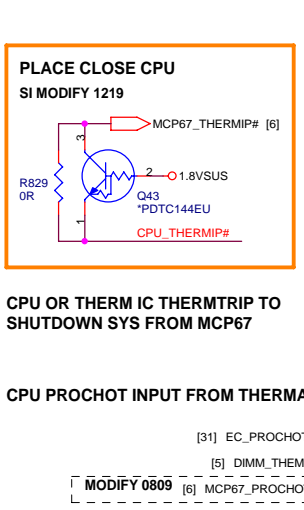 PLACE CLOSE CPU
SI MODIFY 1219
MCP67_THERMIP# [6]
3
2
1.8VSUS
R829
0R
Q43
*PDTC144EU
1
CPU_THERMIP#
CPU OR THERM IC THERMTRIP TO
SHUTDOWN SYS FROM MCP67
CPU PROCHOT INPUT FROM THERMA
[31] EC_PROCHOT
[5] DIMM_THEM
MODIFY 0809 [6] MCP67_PROCHO